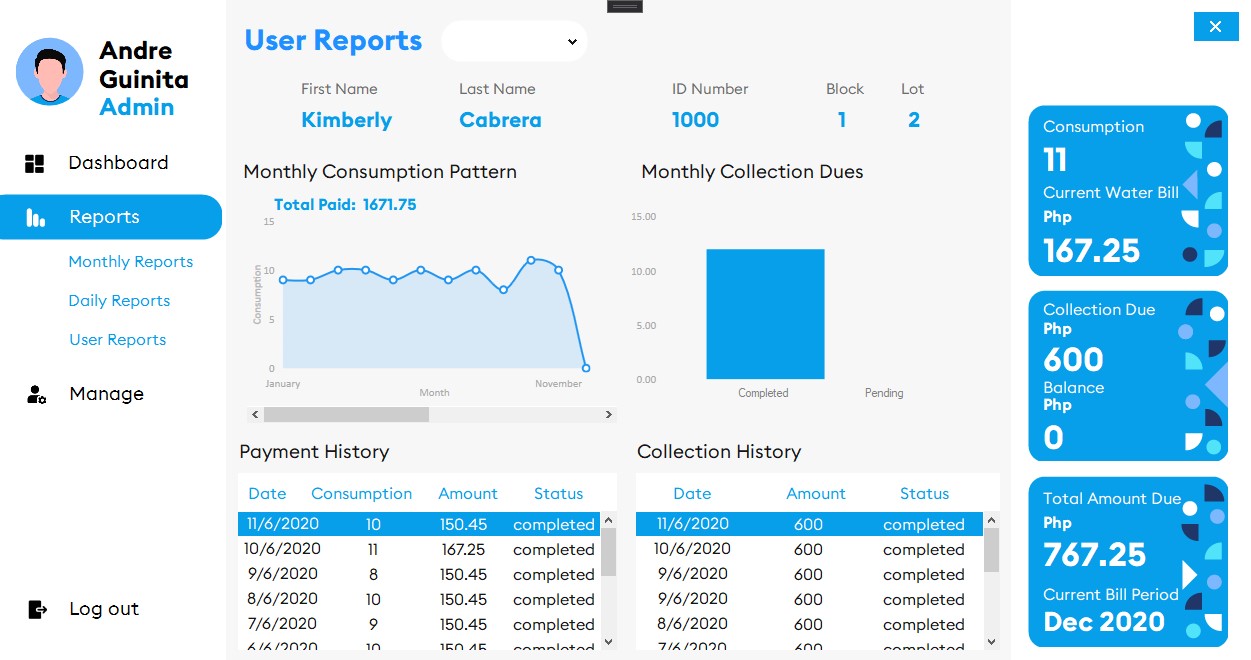 Andre
Guinita
Admin
Dashboard
Reports
Monthly Reports
Daily Reports
User Reports
Manage
Log out
User Reports
First Name Last Name ID Number Block Lot
Kimberly Cabrera 1000 1 2
Monthly Consumption Pattern
Total Paid: 1671.75
15
10
5
0
Consumption
January November
Month
Monthly Collection Dues
15.00
10.00
5.00
0.00
Completed Pending
Payment History
Date Consumption Amount Status
11/6/2020 10 150.45 completed
10/6/2020 11 167.25 completed
9/6/2020 8 150.45 completed
8/6/2020 10 150.45 completed
7/6/2020 9 150.45 completed
6/6/2020 10 150.45 completed
Collection History
Date Amount Status
11/6/2020 600 completed
10/6/2020 600 completed
9/6/2020 600 completed
9/6/2020 600 completed
8/6/2020 600 completed
7/6/2020 600 completed
Consumption
11
Current Water Bill
Php
167.25
Collection Due
Php
600
Balance
Php
0
Total Amount Due
Php
767.25
Current Bill Period
Dec 2020